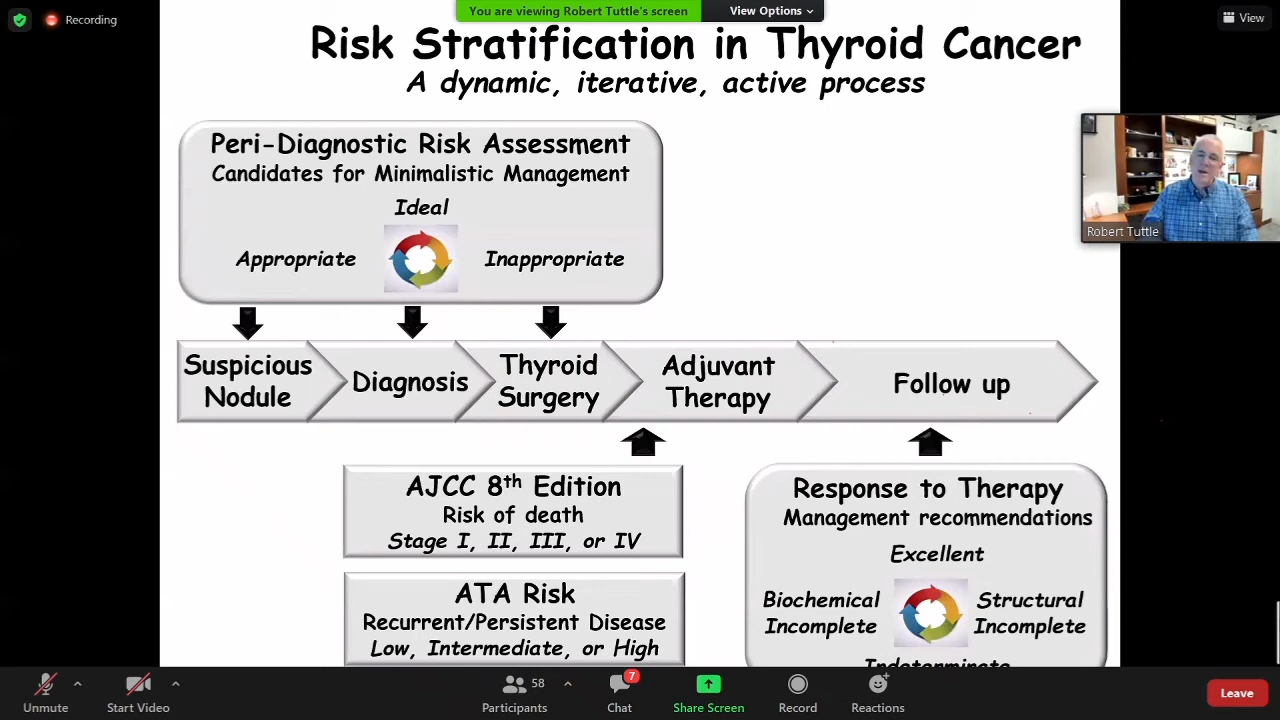 Recording
You are viewing Robert Tuttle's screen
View Options
View
Risk Stratification in Thyroid Cancer
A dynamic, iterative, active process
Peri-Diagnostic Risk Assessment
Candidates for Minimalistic Management
Ideal
Appropriate
Inappropriate
Robert Tuttle
Suspicious
Nodule
Diagnosis
Thyroid
Surgery
Adjuvant
Therapy
Follow up
AJCC 8th Edition
Risk of death
Stage I, II, III, or IV
ATA Risk
Recurrent/Persistent Disease
Low, Intermediate, or High
Response to Therapy
Management recommendations
Excellent
Biochemical
Incomplete
Structural
Incomplete
Indeterminate
Unmute
Start Video
Participants
58
Chat
7
Share Screen
Record
Reactions
Leave